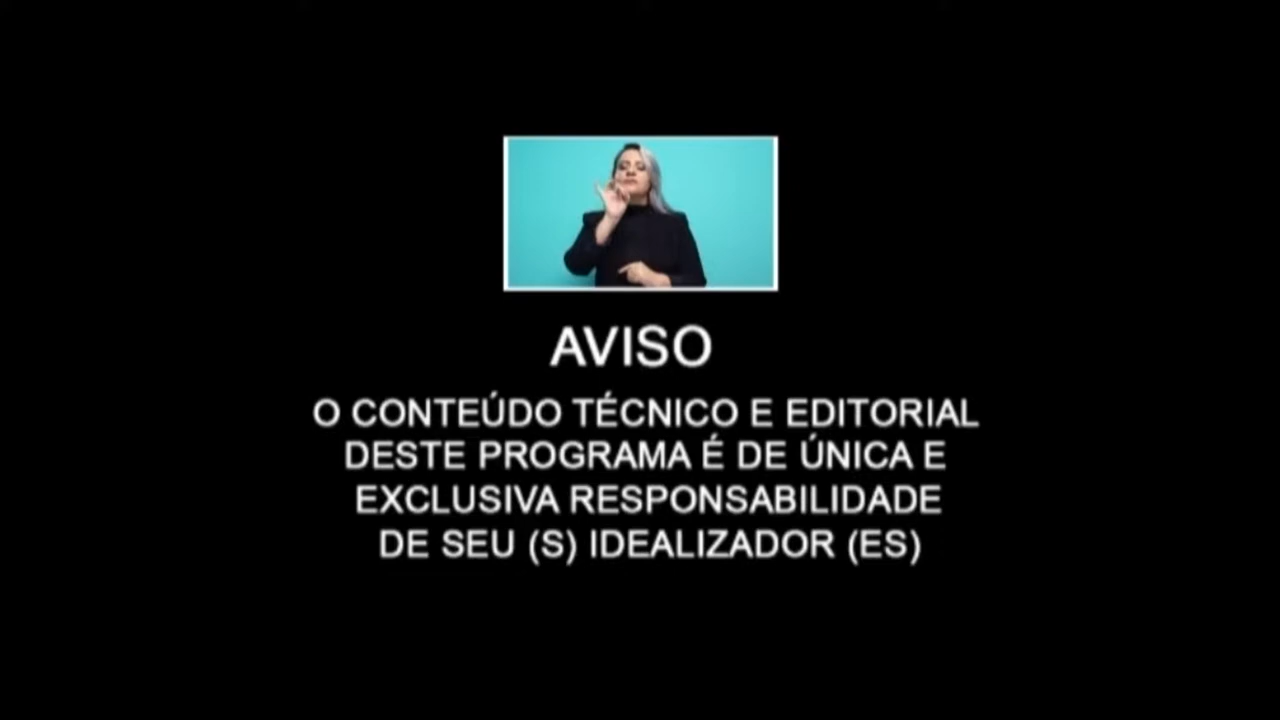 AVISO
O CONTEÚDO TÉCNICO E EDITORIAL
DESTE PROGRAMA É DE ÚNICA E
EXCLUSIVA RESPONSABILIDADE
DE SEU (S) IDEALIZADOR (ES)